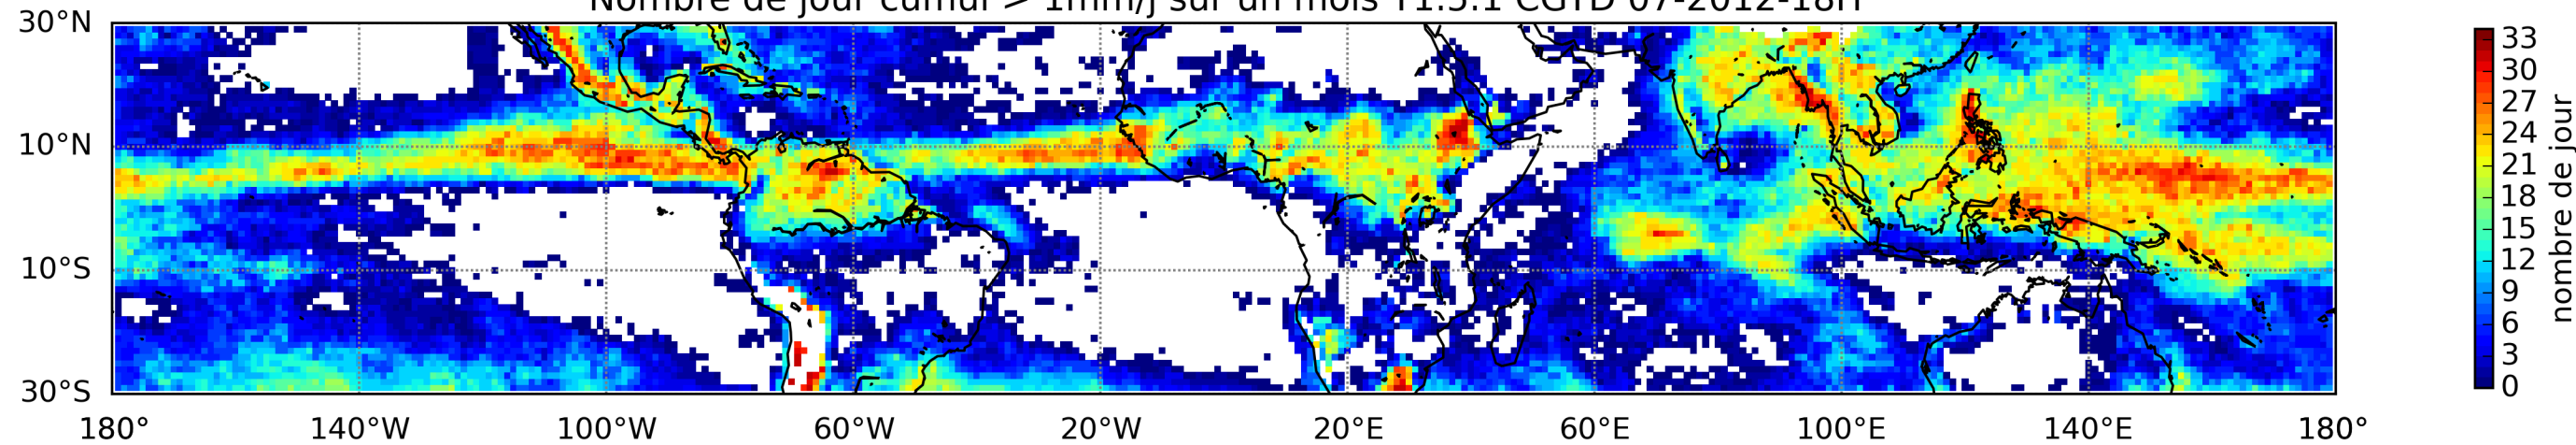 Nombre de jour cumul > 1mm/j sur un mois T1.5.1 CGTD 07-2012-18H
30°N
10°N
10°S
30°S
180° 140°W 100°W 60°W 20°W 20°E 60°E 100°E 140°E 180°
33
30
27
24
21
18
15
12
9
6
3
0
nombre de jour